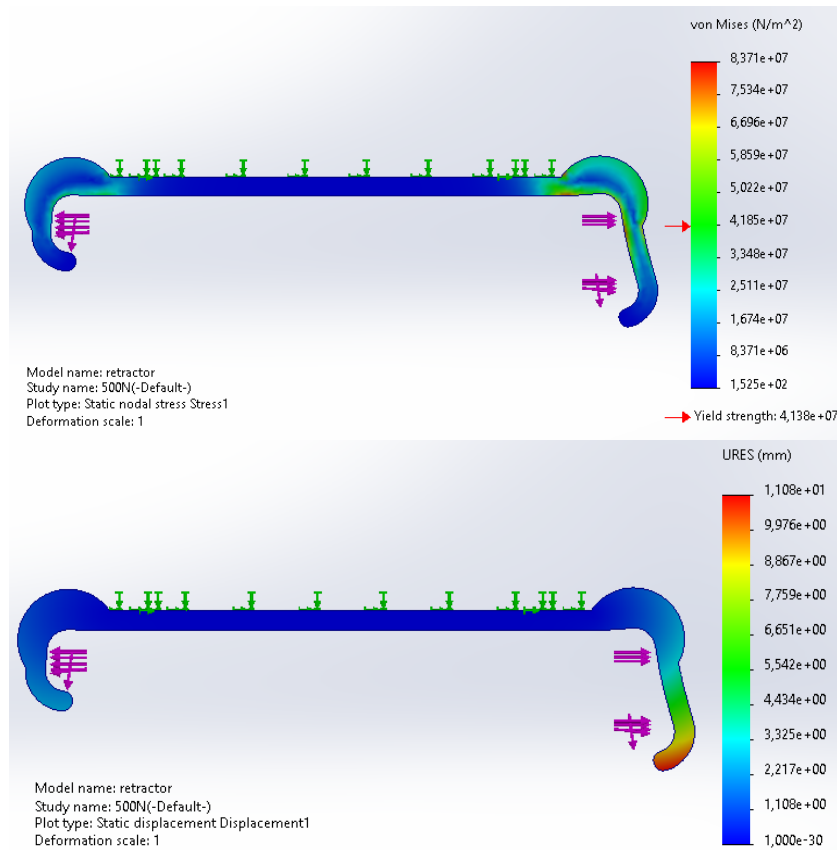 von Mises (N/m^2)
8,371e+07
7,534e+07
6,696e+07
5,859e+07
5,022e+07
4,185e+07
3,348e+07
2,511e+07
1,674e+07
8,371e+06
1,525e+02
Yield strength: 4,138e+07
Model name: retractor
Study name: 500N(-Default-)
Plot type: Static nodal stress Stress1
Deformation scale: 1
URES (mm)
1,108e+01
9,976e+00
8,867e+00
7,759e+00
6,651e+00
5,542e+00
4,434e+00
3,325e+00
2,217e+00
1,108e+00
1,000e-30
Model name: retractor
Study name: 500N(-Default-)
Plot type: Static displacement Displacement1
Deformation scale: 1